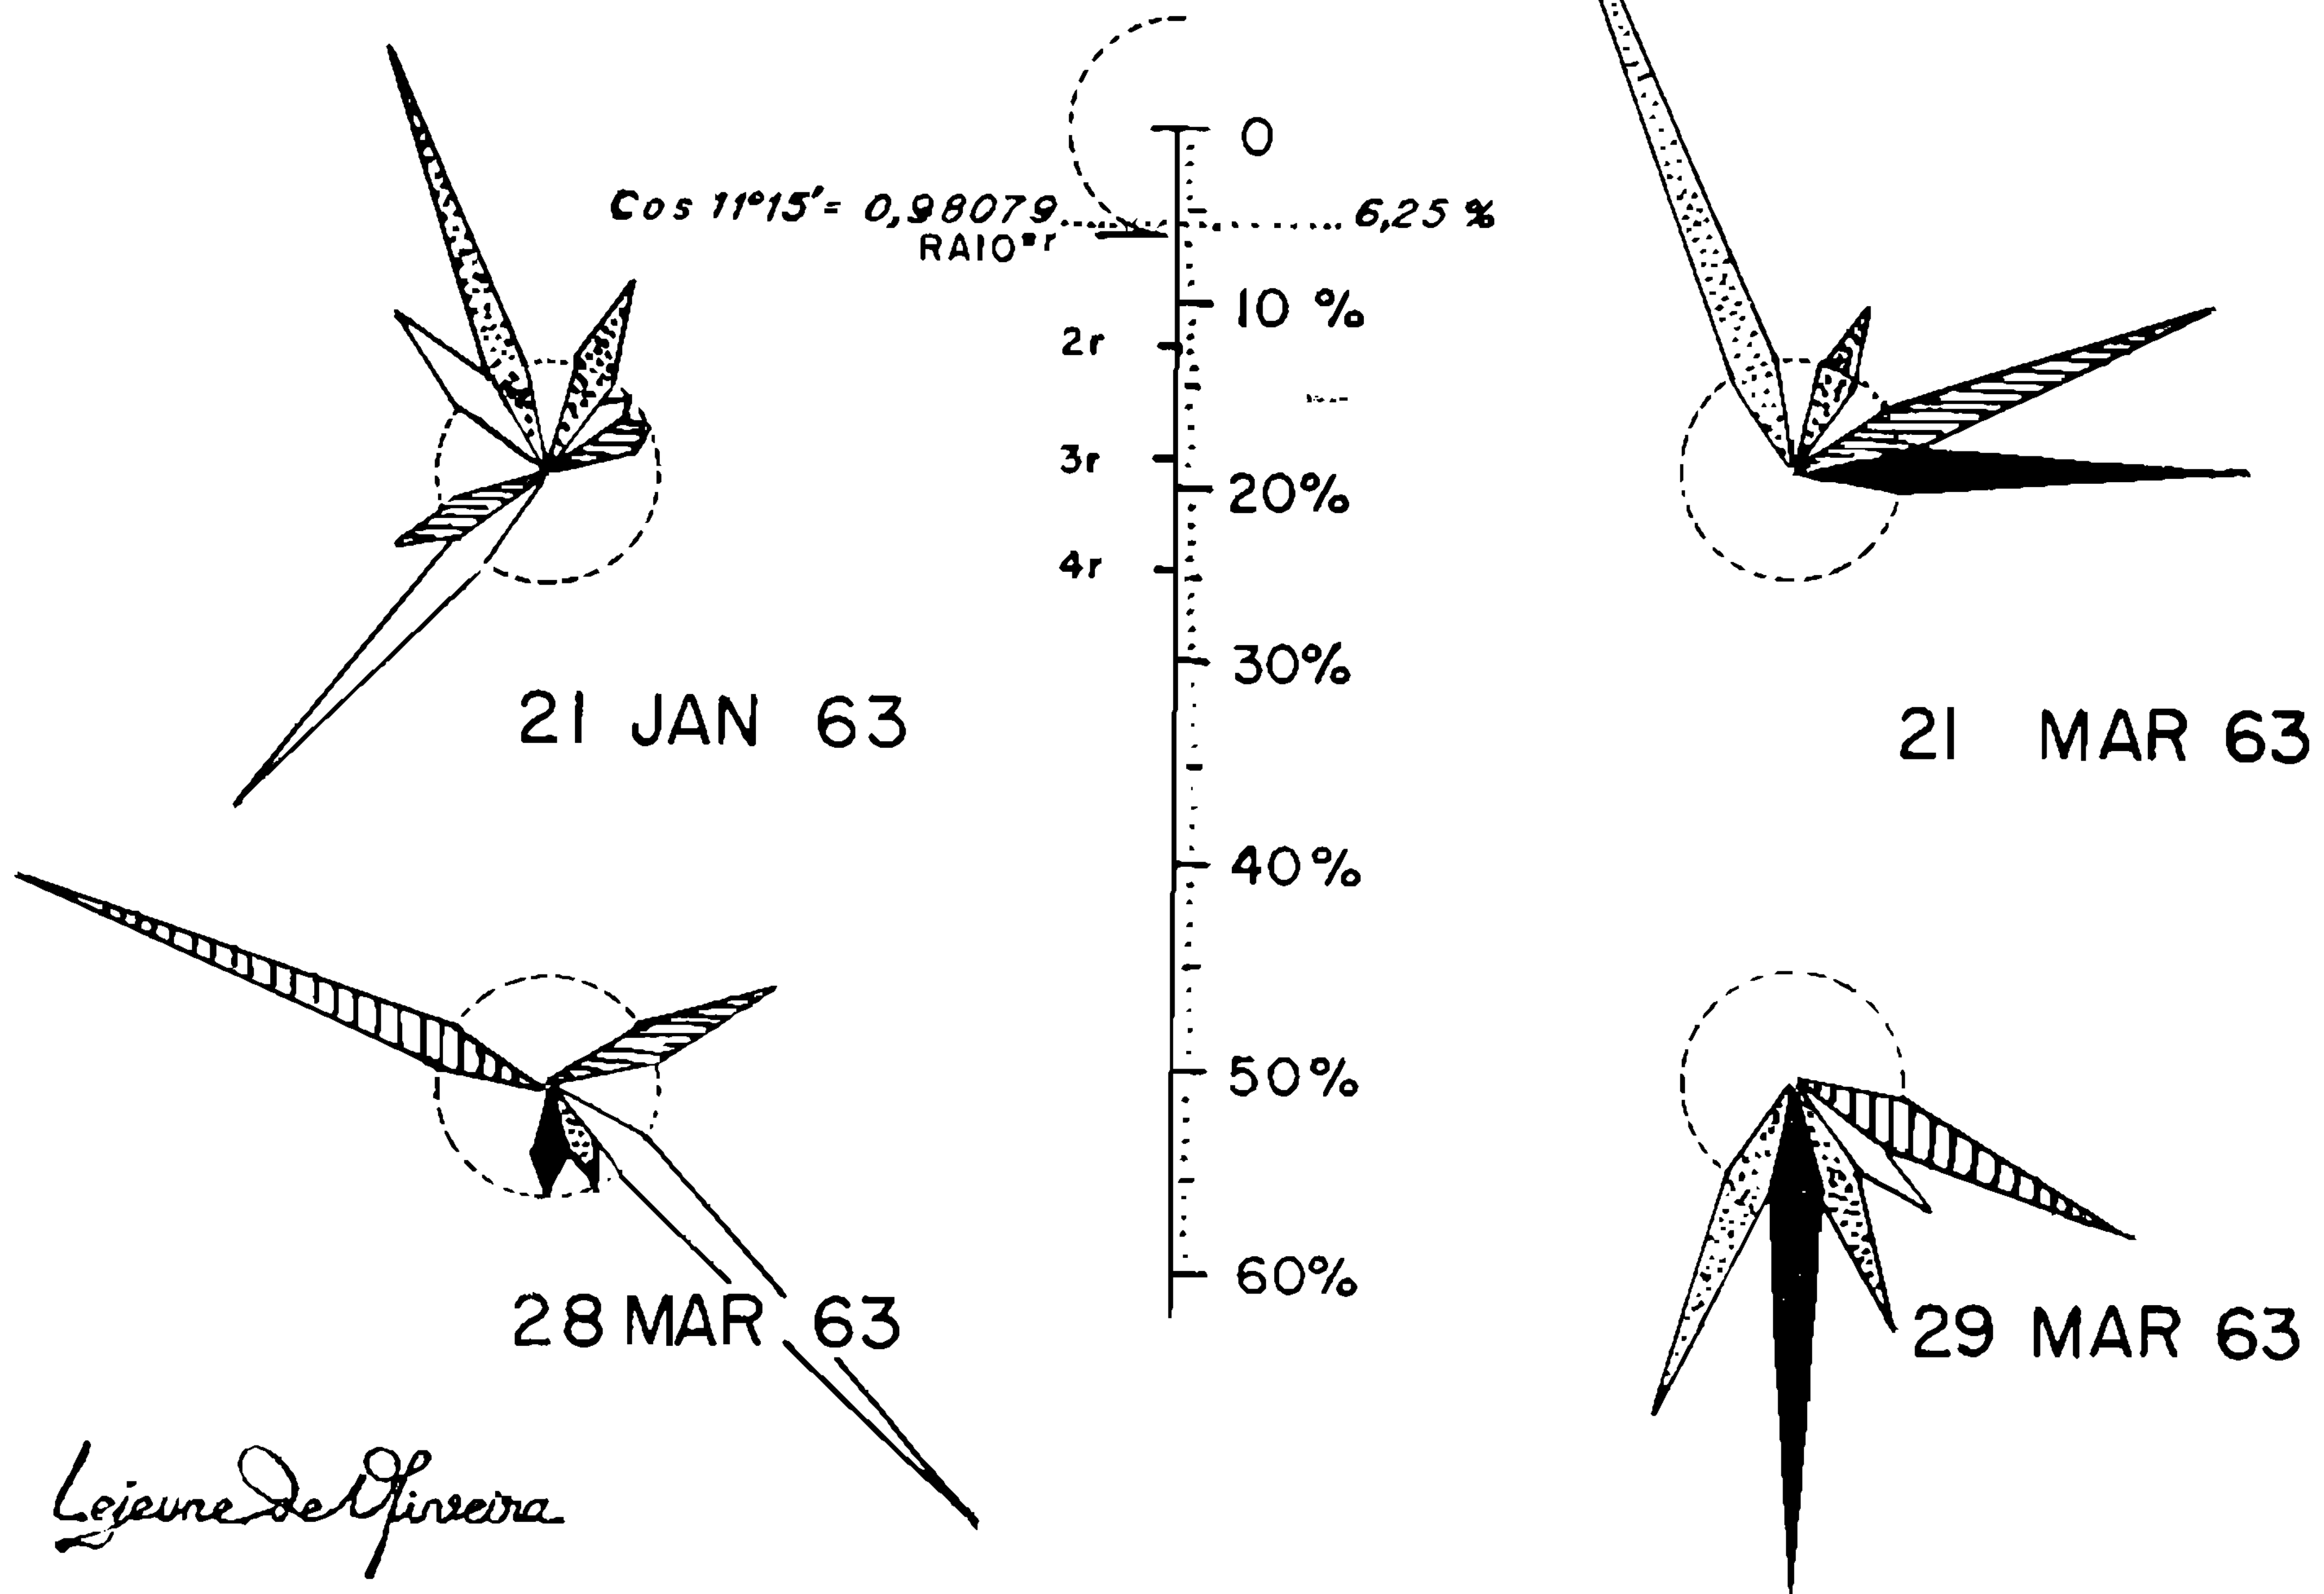 0
Cos 11°15′= 0,98079
6,25 %
RAIO=r
10 %
2r
3r
20%
4r
30%
21 JAN 63
21 MAR 63
40%
50%
60%
28 MAR 63
29 MAR 63
Lejeune de Oliveira